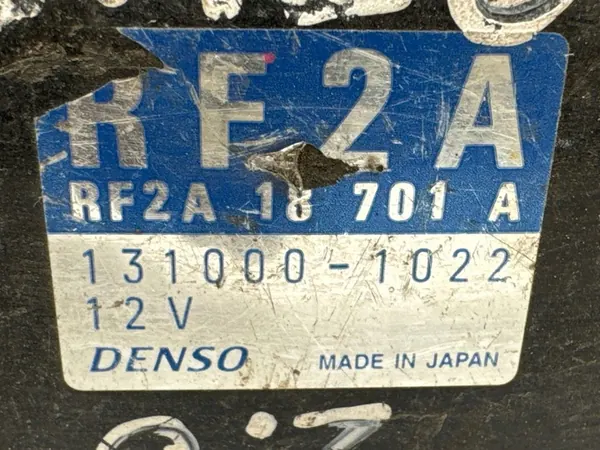 RF2A
RF2A 18 701 A
131000-1022
12V
DENSO MADE IN JAPAN